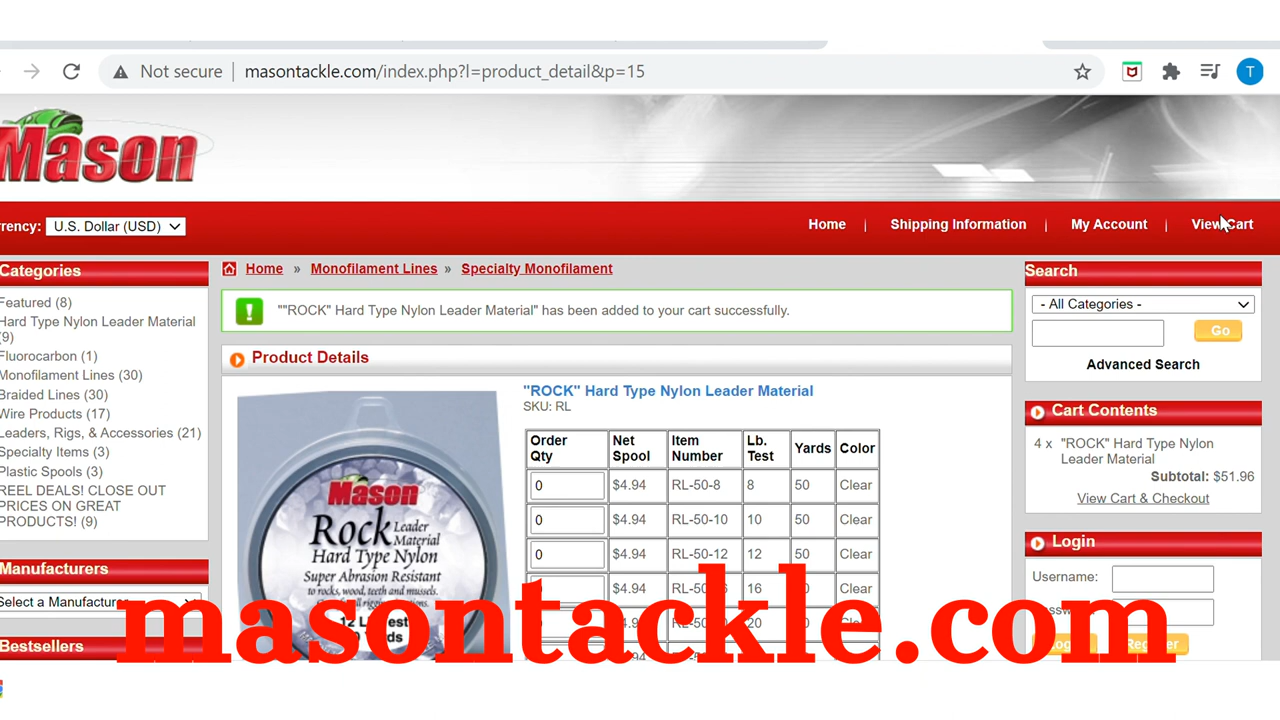 Not secure
masontackle.com/index.php?l=product_detail&p=15
T
Mason
rrency: U.S. Dollar (USD)
Home | Shipping Information | My Account | View Cart
Categories
Featured (8)
Hard Type Nylon Leader Material
(9)
Fluorocarbon (1)
Monofilament Lines (30)
Braided Lines (30)
Wire Products (17)
Leaders, Rigs, & Accessories (21)
Specialty Items (3)
Plastic Spools (3)
REEL DEALS! CLOSE OUT
PRICES ON GREAT
PRODUCTS! (9)
Manufacturers
Select a Manufactur
Bestsellers
Home » Monofilament Lines » Specialty Monofilament
""ROCK" Hard Type Nylon Leader Material" has been added to your cart successfully.
Product Details
Mason
Rock Leader
Material
Hard Type Nylon
Super Abrasion Resistant
to rocks, wood, teeth and mussels.
"ROCK" Hard Type Nylon Leader Material
SKU: RL
Order Qty Net Spool Item Number Lb. Test Yards Color
0 $4.94 RL-50-8 8 50 Clear
0 $4.94 RL-50-10 10 50 Clear
0 $4.94 RL-50-12 12 50 Clear
$4.94 16 Clear
20
Search
- All Categories -
Go
Advanced Search
Cart Contents
4 x "ROCK" Hard Type Nylon
Leader Material
Subtotal: $51.96
View Cart & Checkout
Login
Username:
masontackle.com